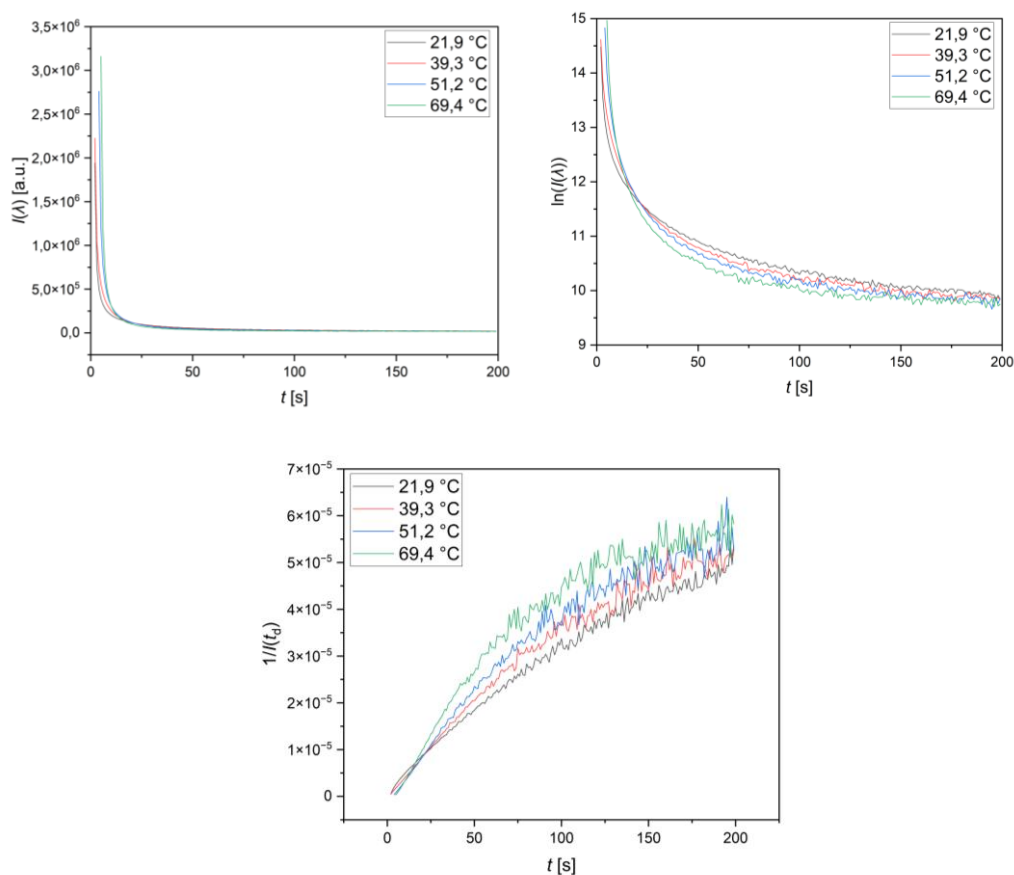 3,5×10⁶
3,0×10⁶
2,5×10⁶
2,0×10⁶
1,5×10⁶
1,0×10⁶
5,0×10⁵
0,0
I(λ) [a.u.]
21,9 °C
39,3 °C
51,2 °C
69,4 °C
0 50 100 150 200
t [s]
15
14
13
12
11
10
9
ln(I(λ))
21,9 °C
39,3 °C
51,2 °C
69,4 °C
0 50 100 150 200
t [s]
7×10⁻⁵
6×10⁻⁵
5×10⁻⁵
4×10⁻⁵
3×10⁻⁵
2×10⁻⁵
1×10⁻⁵
0
1/I(t_d)
21,9 °C
39,3 °C
51,2 °C
69,4 °C
0 50 100 150 200
t [s]